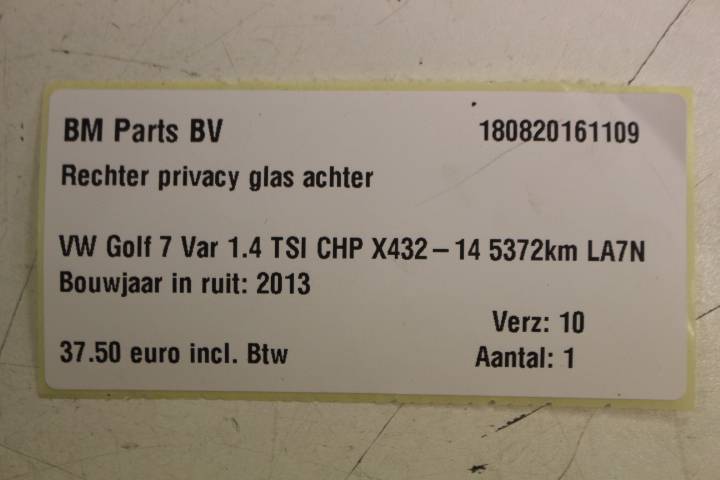 BM Parts BV 180820161109
Rechter privacy glas achter
VW Golf 7 Var 1.4 TSI CHP X432 – 14 5372km LA7N
Bouwjaar in ruit: 2013
Verz: 10
37.50 euro incl. Btw Aantal: 1